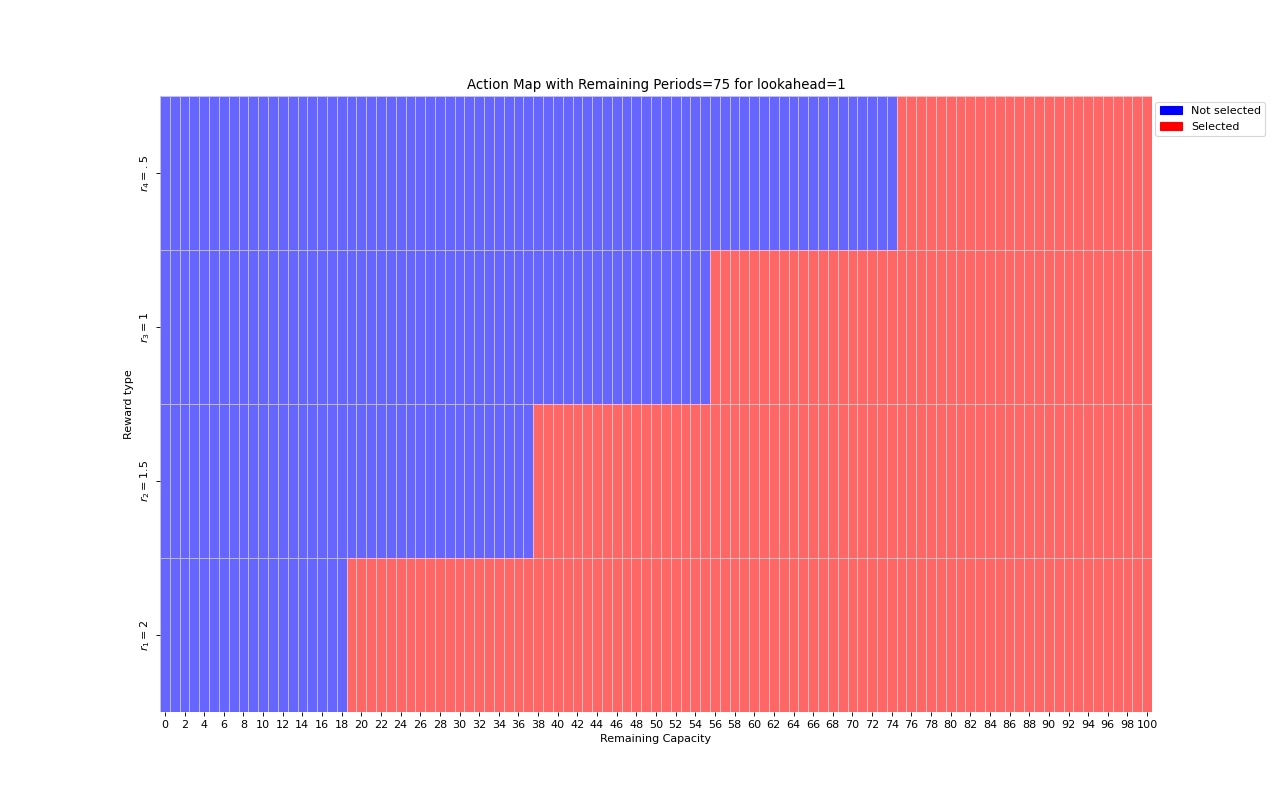 Action Map with Remaining Periods=75 for lookahead=1
Not selected
Selected
r₄ = .5
r₃ = 1
r₂ = 1.5
r₁ = 2
Reward type
0 2 4 6 8 10 12 14 16 18 20 22 24 26 28 30 32 34 36 38 40 42 44 46 48 50 52 54 56 58 60 62 64 66 68 70 72 74 76 78 80 82 84 86 88 90 92 94 96 98 100
Remaining Capacity